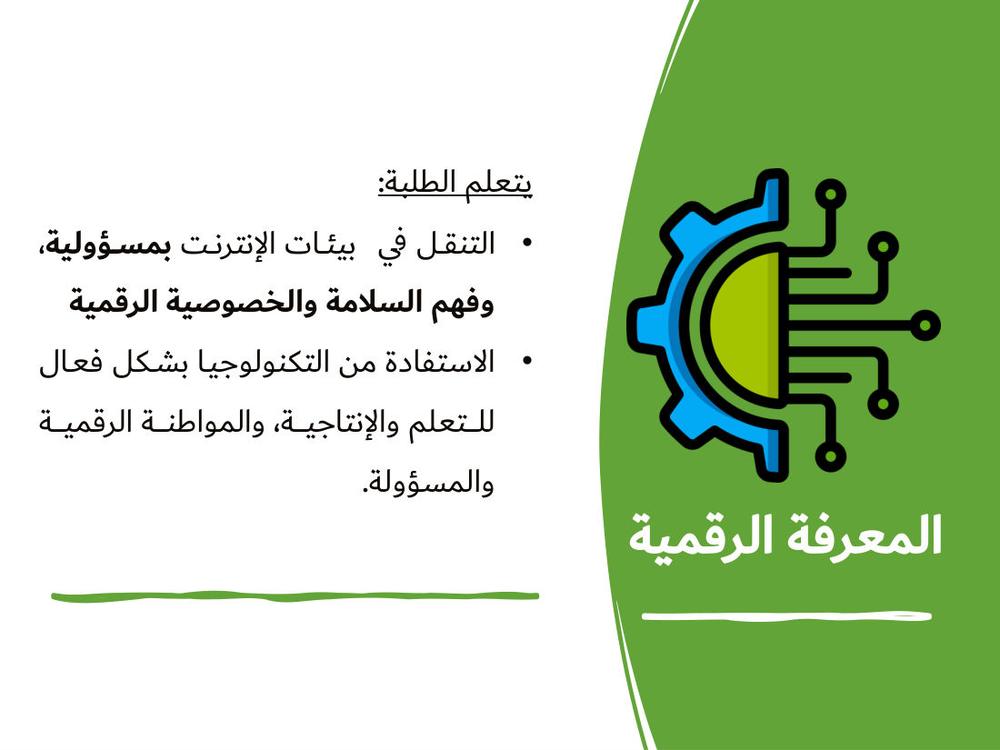 المعرفة الرقمية
يتعلم الطلبة:
• التنقل في بيئات الإنترنت بمسؤولية،
وفهم السلامة والخصوصية الرقمية
• الاستفادة من التكنولوجيا بشكل فعال
للتعلم والإنتاجية، والمواطنة الرقمية
والمسؤولة.